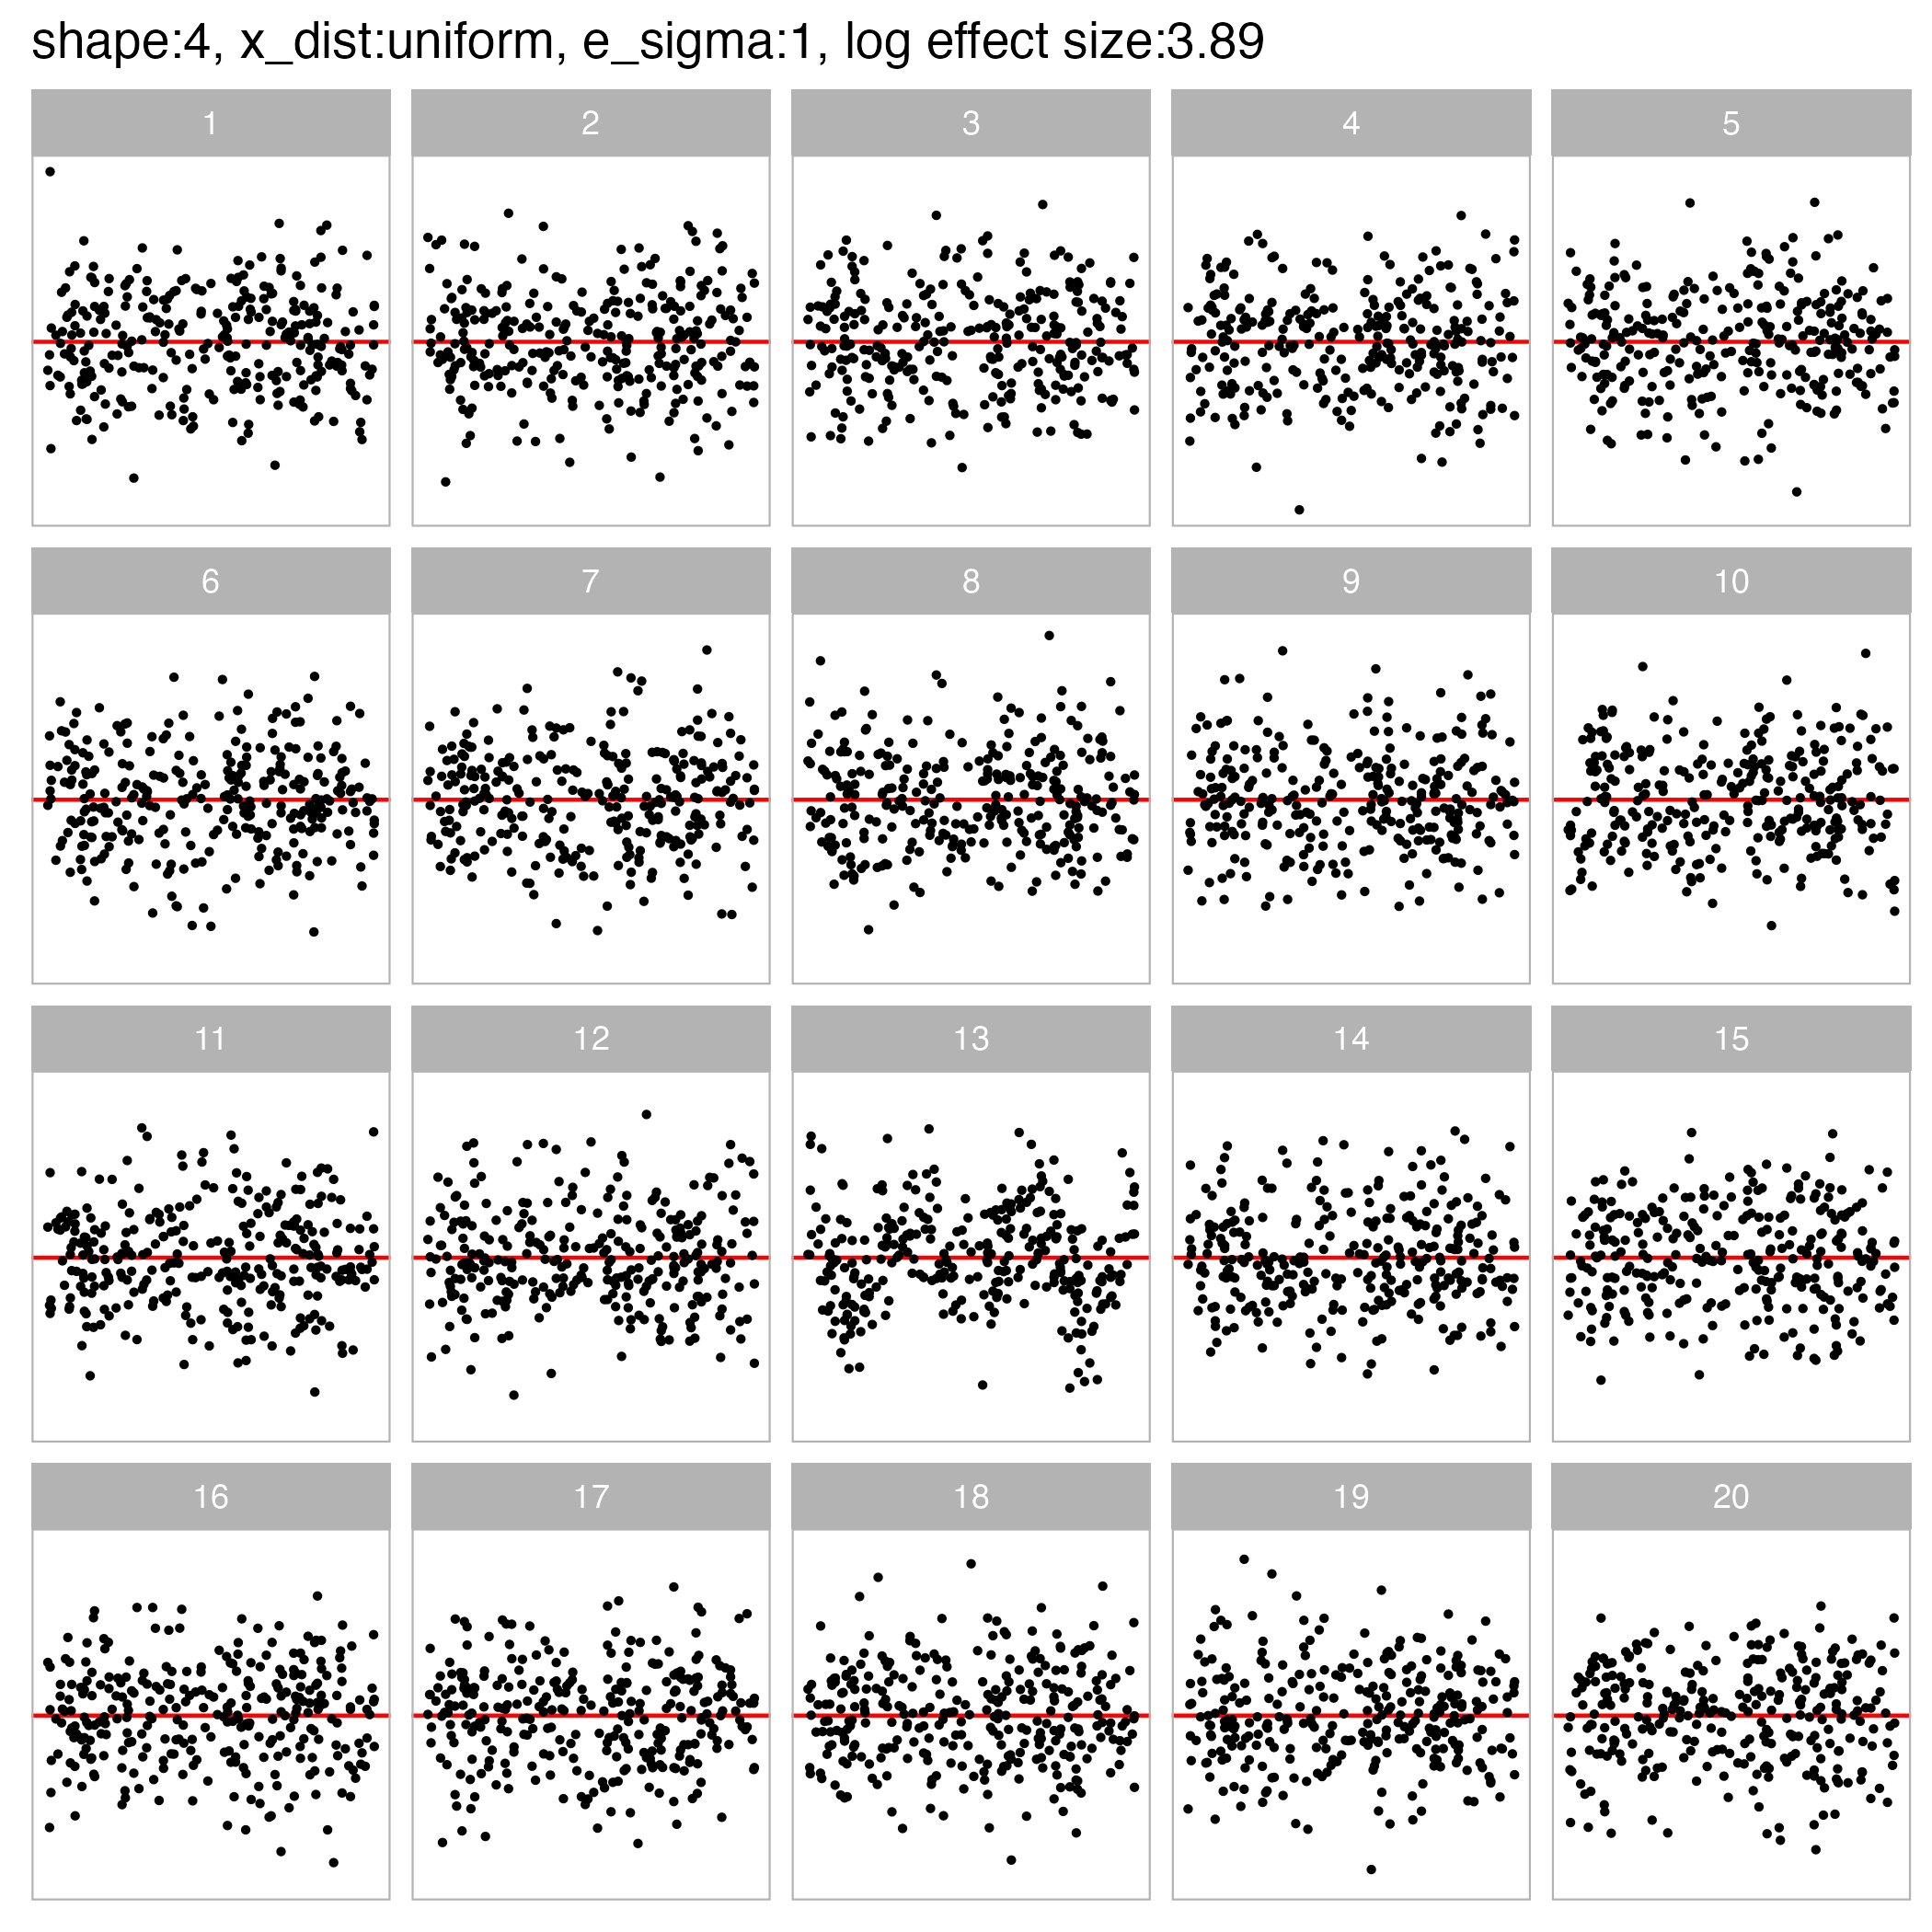 shape:4, x_dist:uniform, e_sigma:1, log effect size:3.89
1 2 3 4 5
6 7 8 9 10
11 12 13 14 15
16 17 18 19 20